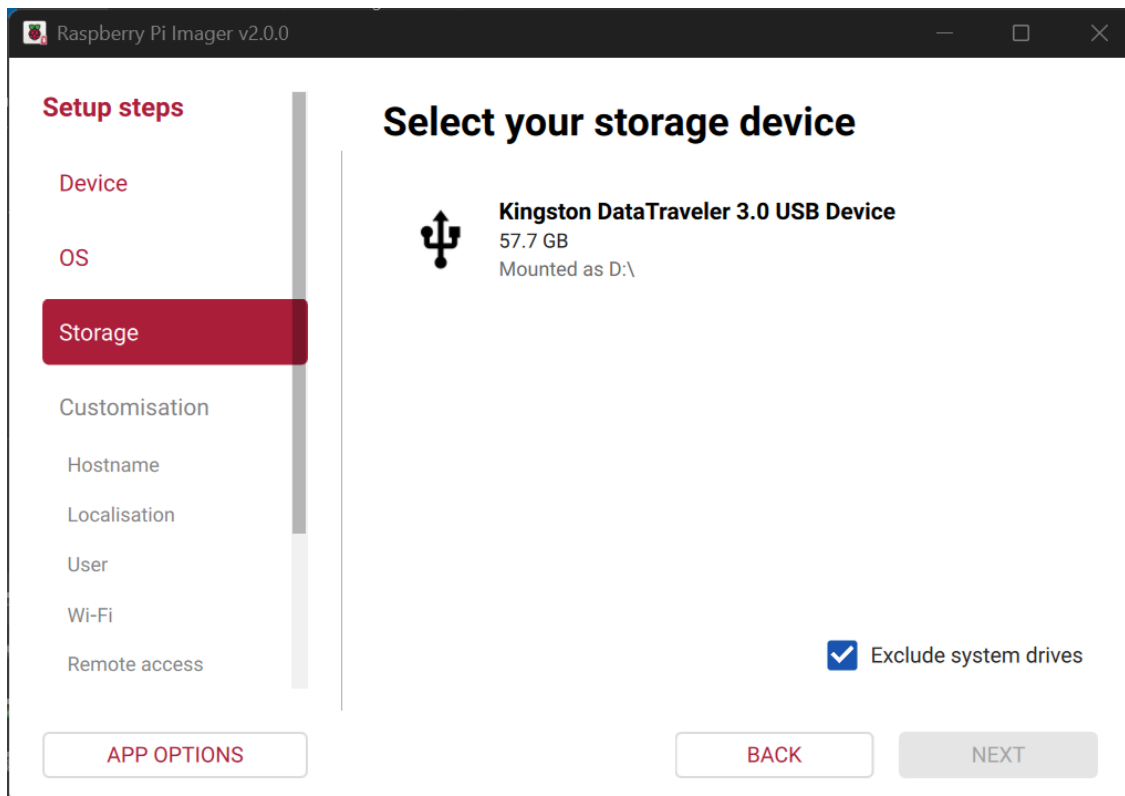 Raspberry Pi Imager v2.0.0
Setup steps
Device
OS
Storage
Customisation
Hostname
Localisation
User
Wi-Fi
Remote access
APP OPTIONS
Select your storage device
Kingston DataTraveler 3.0 USB Device
57.7 GB
Mounted as D:\
Exclude system drives
BACK
NEXT